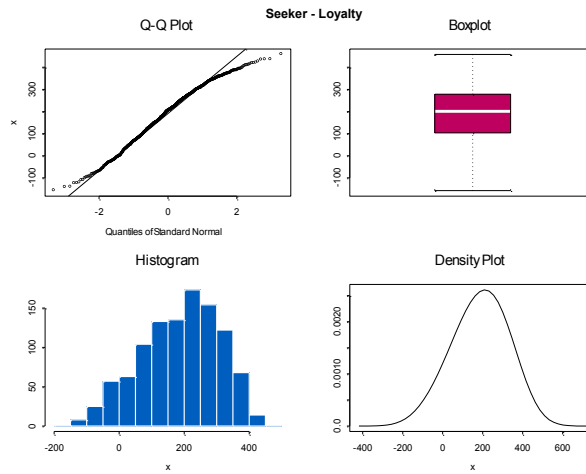 Seeker - Loyalty
Q-Q Plot
x
-100 0 100 300
-2 0 2
Quantiles of Standard Normal
Boxplot
-100 0 100 300
Histogram
0 50 100 150
-200 0 200 400
x
Density Plot
0.0 0.0010 0.0020
-400 -200 0 200 400 600
x